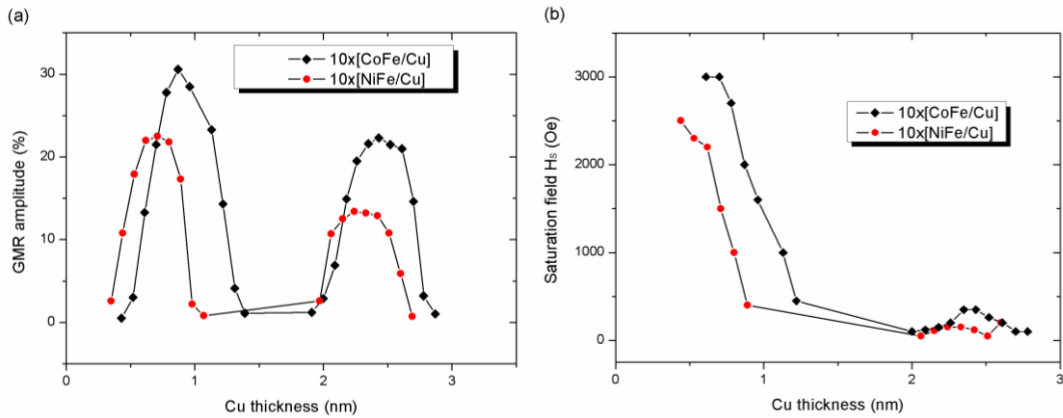 (a)
10x[CoFe/Cu]
10x[NiFe/Cu]
GMR amplitude (%)
30
20
10
0
0
1
2
3
Cu thickness (nm)
(b)
10x[CoFe/Cu]
10x[NiFe/Cu]
Saturation field Hs (Oe)
3000
2000
1000
0
0
1
2
3
Cu thickness (nm)